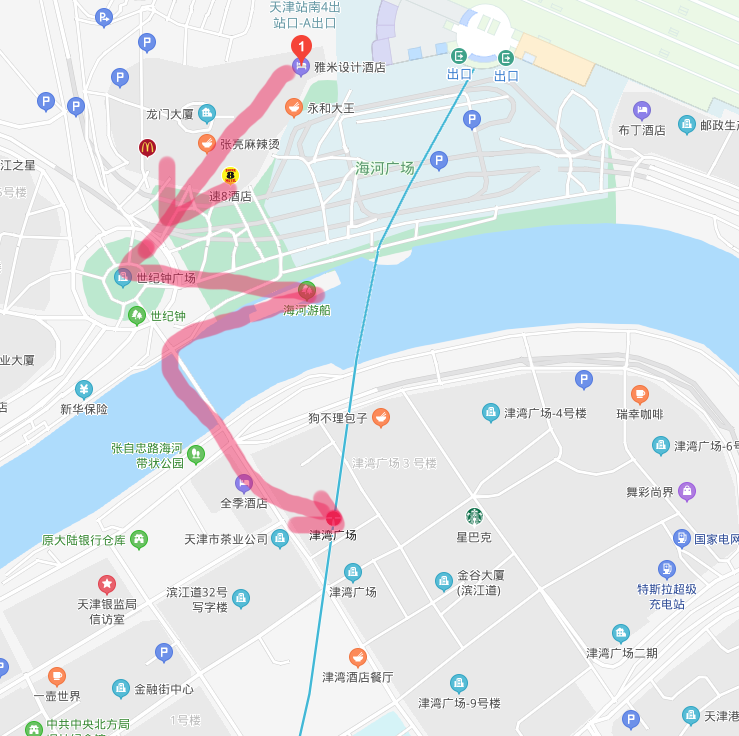 天津站南4出
站口-A出口
1
雅米设计酒店
出口
出口
永和大王
龙门大厦
布丁酒店
邮政生产
张亮麻辣烫
海河广场
江之星
速8酒店
世纪钟广场
海河游船
世纪钟
业大厦
新华保险
店
狗不理包子
津湾广场-4号楼
瑞幸咖啡
张自忠路海河
带状公园
津湾广场3号楼
津湾广场-6号
全季酒店
舞彩尚界
原大陆银行仓库
天津市茶业公司
津湾广场
星巴克
国家电网
天津银监局
信访室
滨江道32号
写字楼
津湾广场
金谷大厦
(滨江道)
特斯拉超级
充电站
津湾广场二期
一壶世界
金融街中心
津湾酒店餐厅
津湾广场-9号楼
1号楼
中共中央北方局
天津港